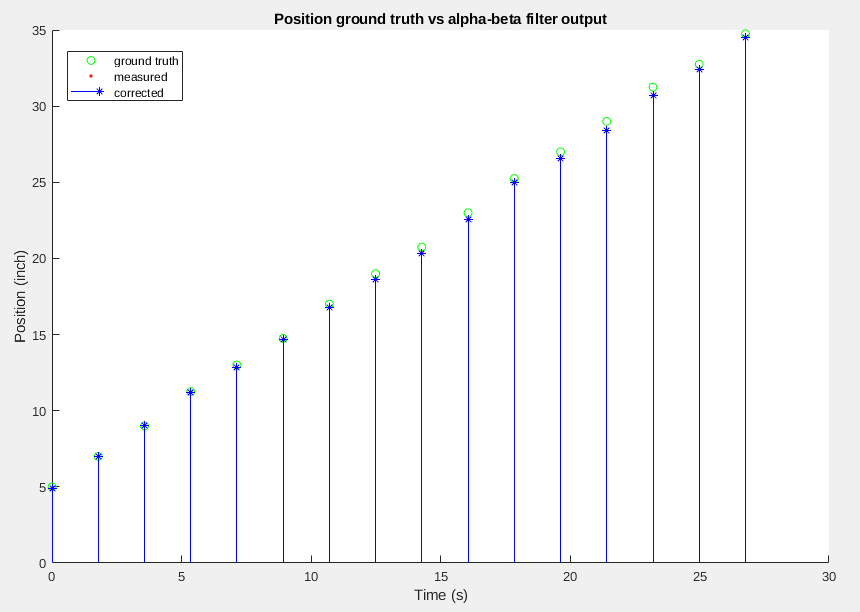 Position ground truth vs alpha-beta filter output
ground truth
measured
corrected
35
30
25
20
15
10
5
0
Position (inch)
0 5 10 15 20 25 30
Time (s)